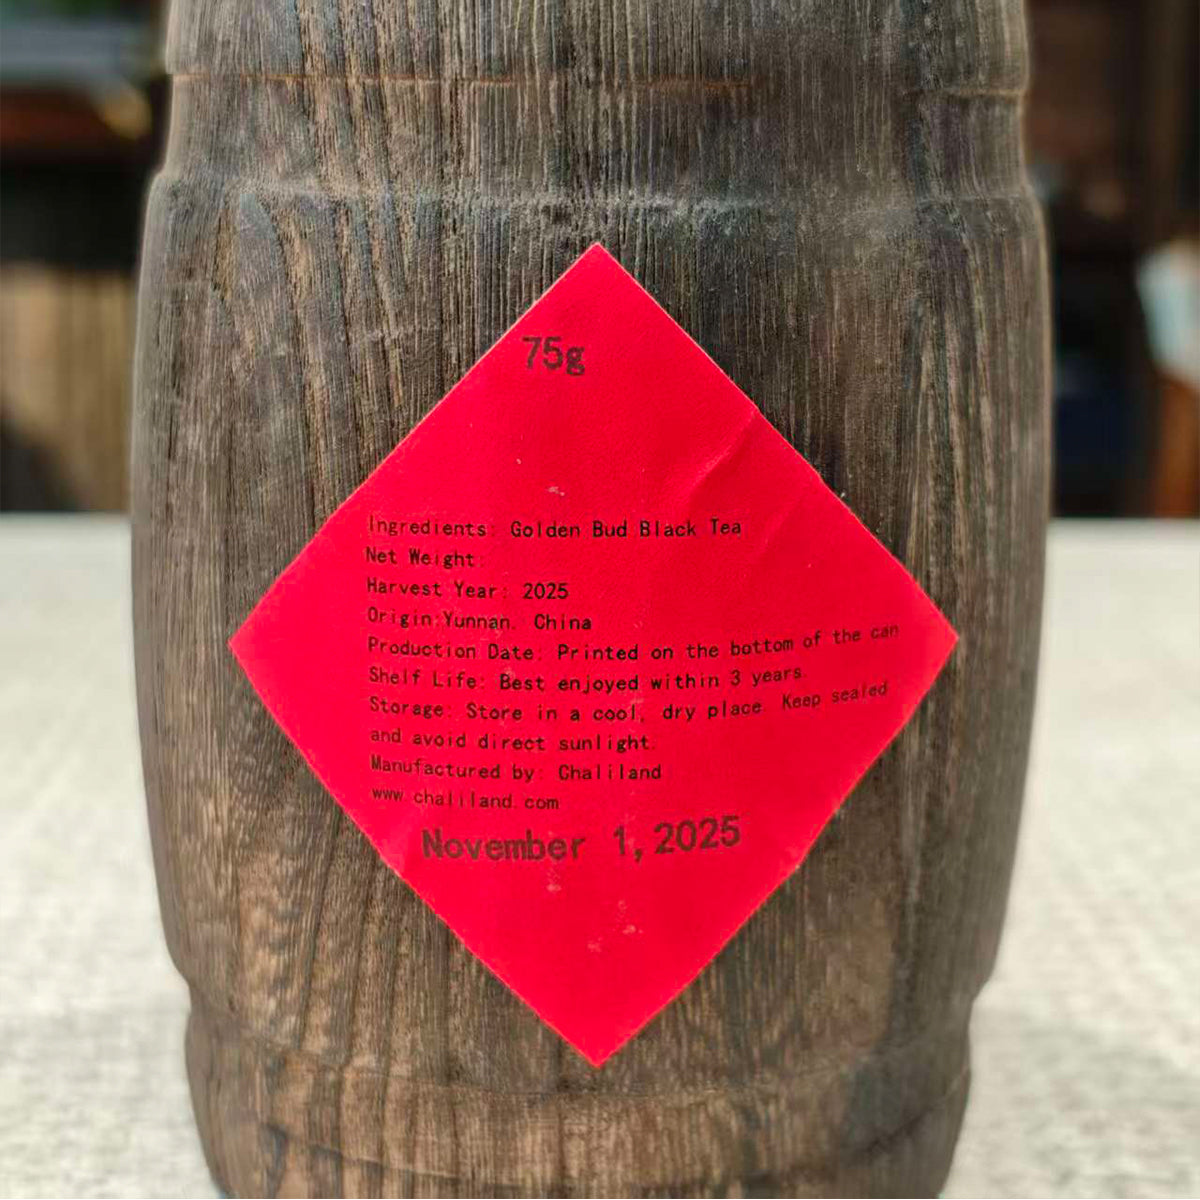 75g
Ingredients: Golden Bud Black Tea
Net Weight:
Harvest Year: 2025
Origin:Yunnan, China
Production Date: Printed on the bottom of the can
Shelf Life: Best enjoyed within 3 years.
Storage: Store in a cool, dry place. Keep sealed
and avoid direct sunlight.
Manufactured by: Chaliland
www.chaliland.com
November 1,2025